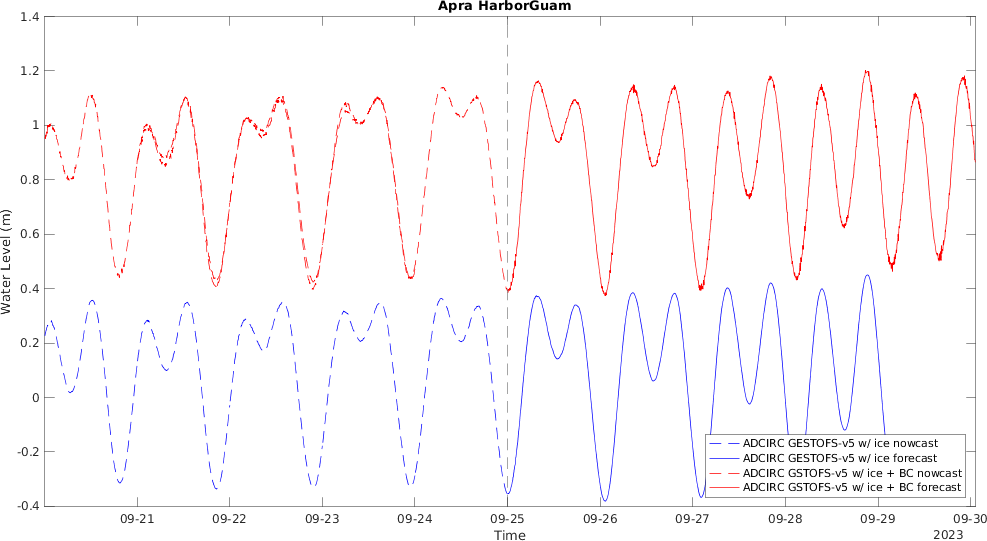 Apra HarborGuam
1.4
1.2
1
0.8
0.6
0.4
0.2
0
-0.2
-0.4
Water Level (m)
ADCIRC GESTOFS-v5 w/ ice nowcast
ADCIRC GESTOFS-v5 w/ ice forecast
ADCIRC GSTOFS-v5 w/ ice + BC nowcast
ADCIRC GSTOFS-v5 w/ ice + BC forecast
09-21 09-22 09-23 09-24 09-25 09-26 09-27 09-28 09-29 09-30
Time
2023